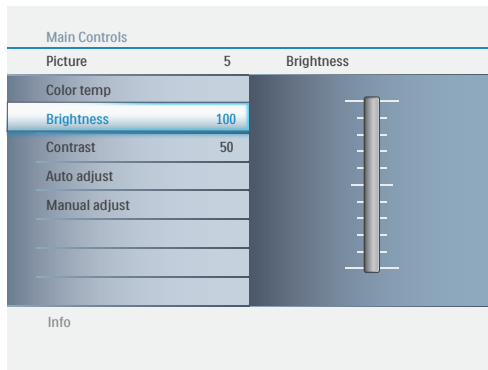 Main Controls
Picture 5 Brightness
Color temp
Brightness 100
Contrast 50
Auto adjust
Manual adjust
Info